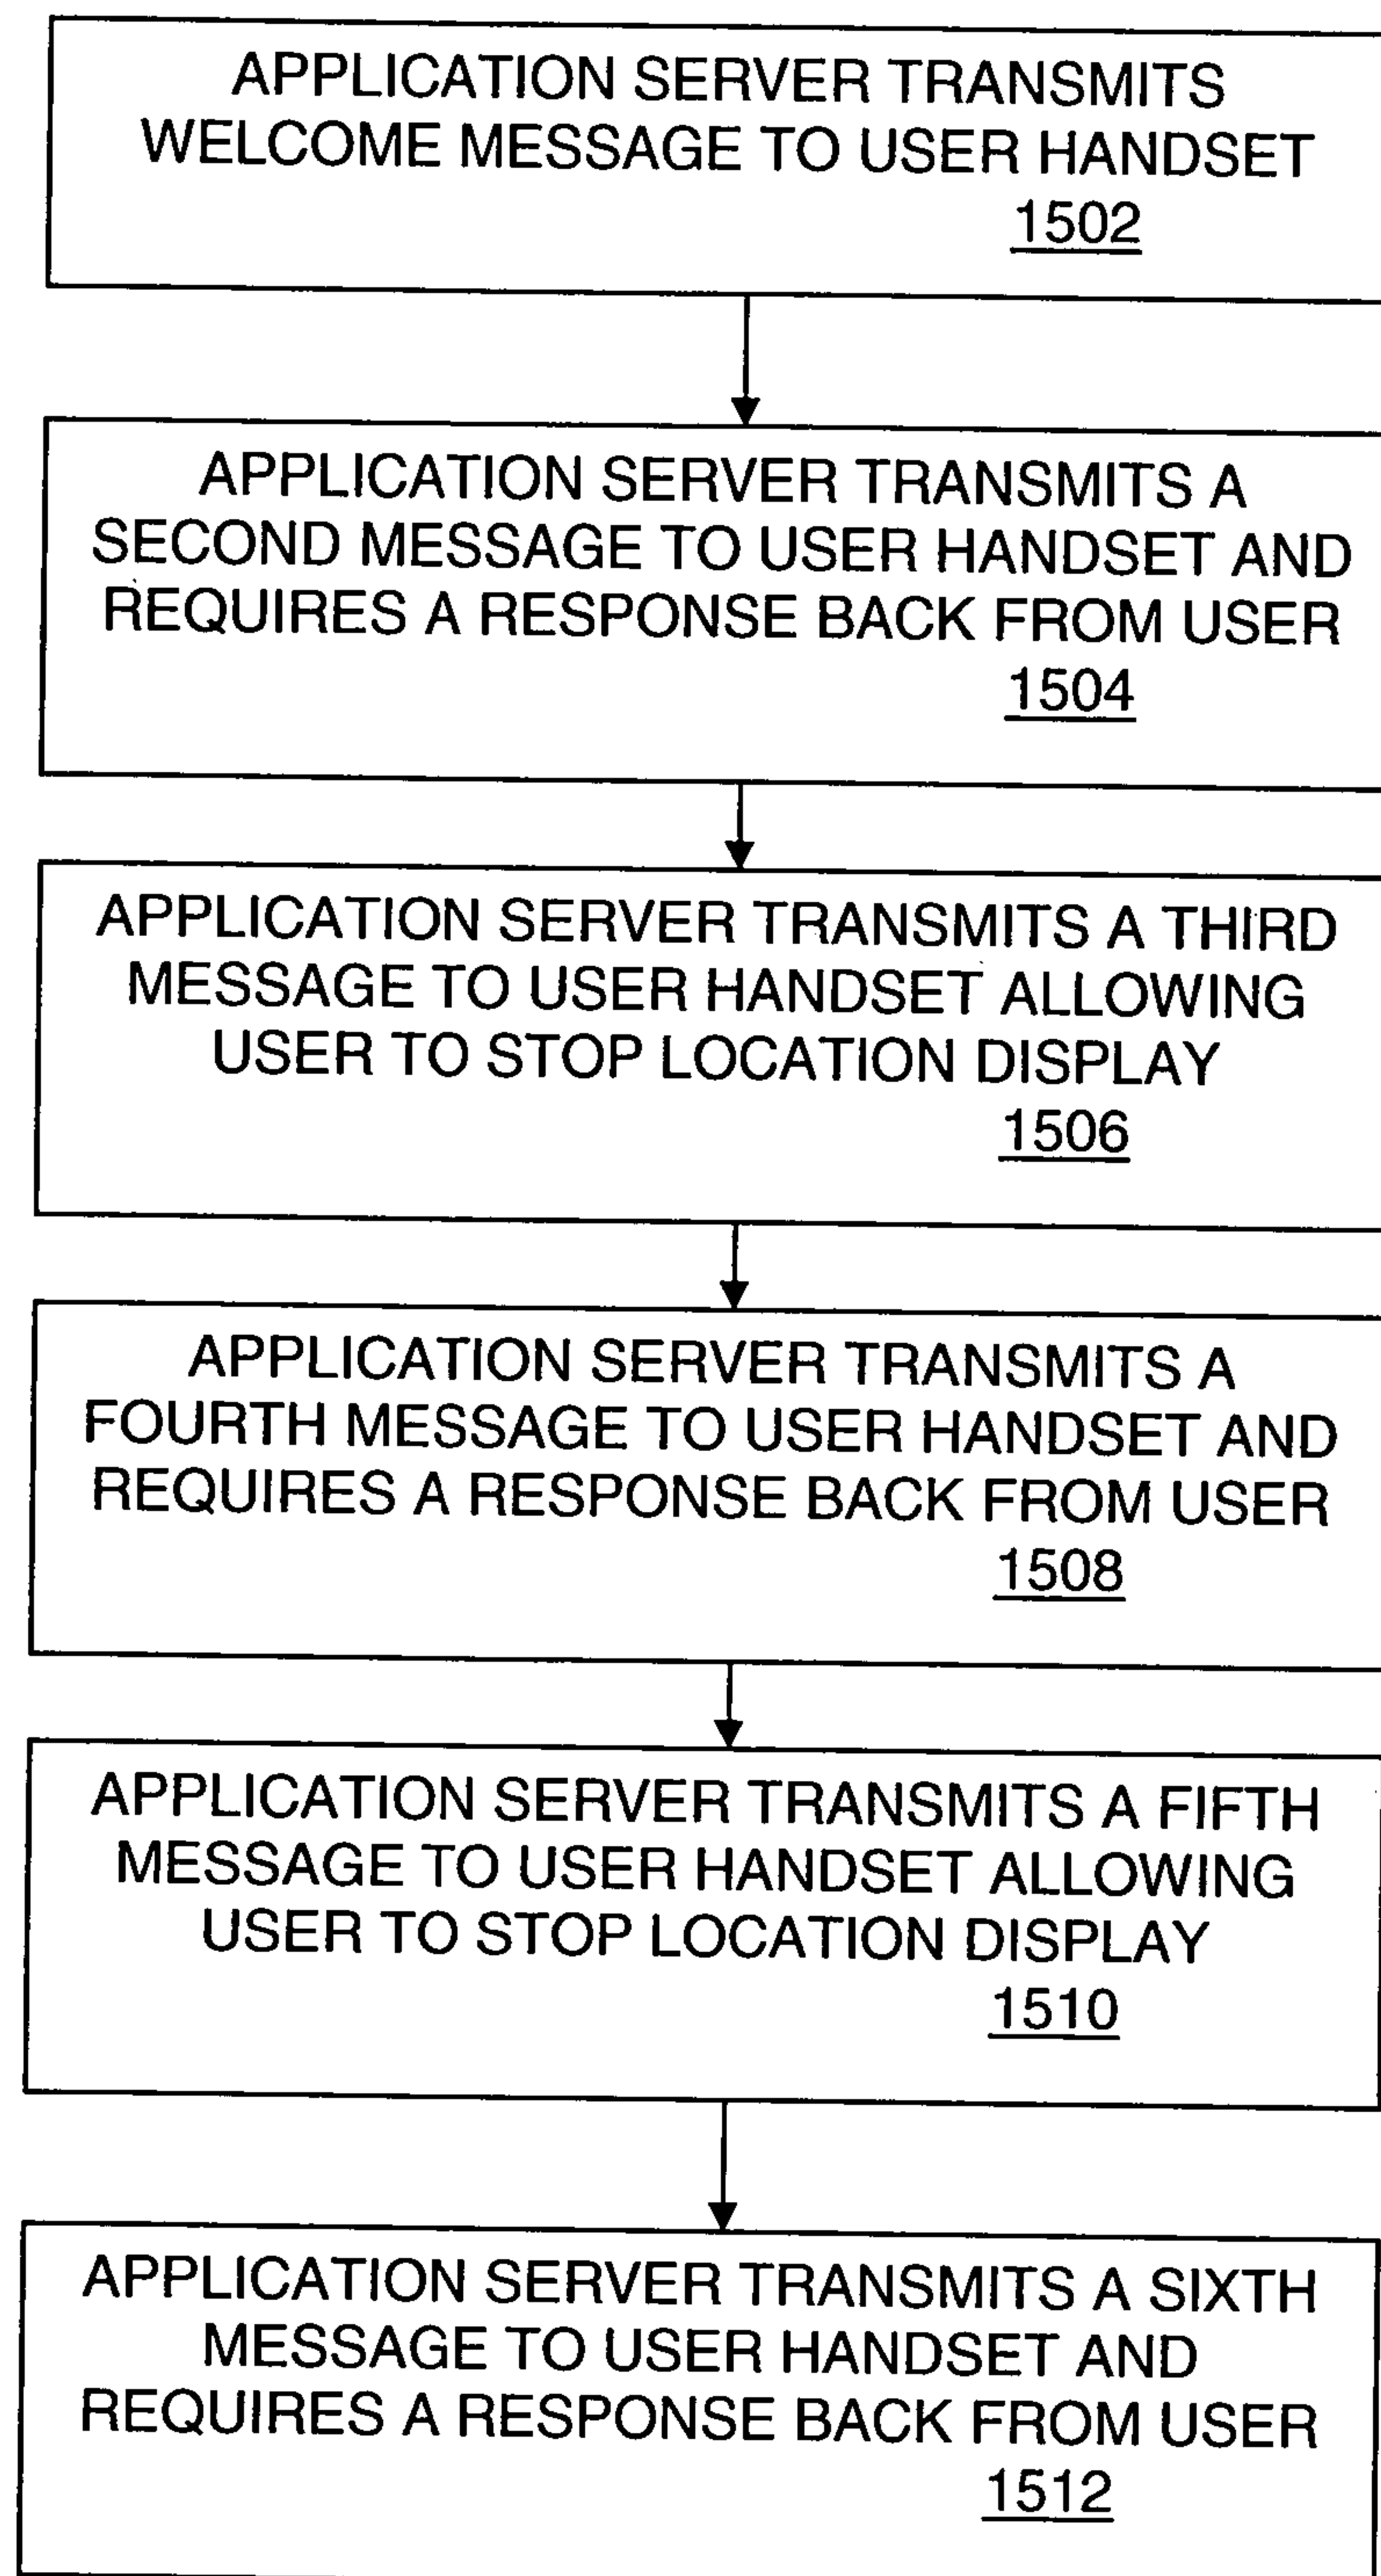 APPLICATION SERVER TRANSMITS
WELCOME MESSAGE TO USER HANDSET
1502
APPLICATION SERVER TRANSMITS A
SECOND MESSAGE TO USER HANDSET AND
REQUIRES A RESPONSE BACK FROM USER
1504
APPLICATION SERVER TRANSMITS A THIRD
MESSAGE TO USER HANDSET ALLOWING
USER TO STOP LOCATION DISPLAY
1506
APPLICATION SERVER TRANSMITS A
FOURTH MESSAGE TO USER HANDSET AND
REQUIRES A RESPONSE BACK FROM USER
1508
APPLICATION SERVER TRANSMITS A FIFTH
MESSAGE TO USER HANDSET ALLOWING
USER TO STOP LOCATION DISPLAY
1510
APPLICATION SERVER TRANSMITS A SIXTH
MESSAGE TO USER HANDSET AND
REQUIRES A RESPONSE BACK FROM USER
1512